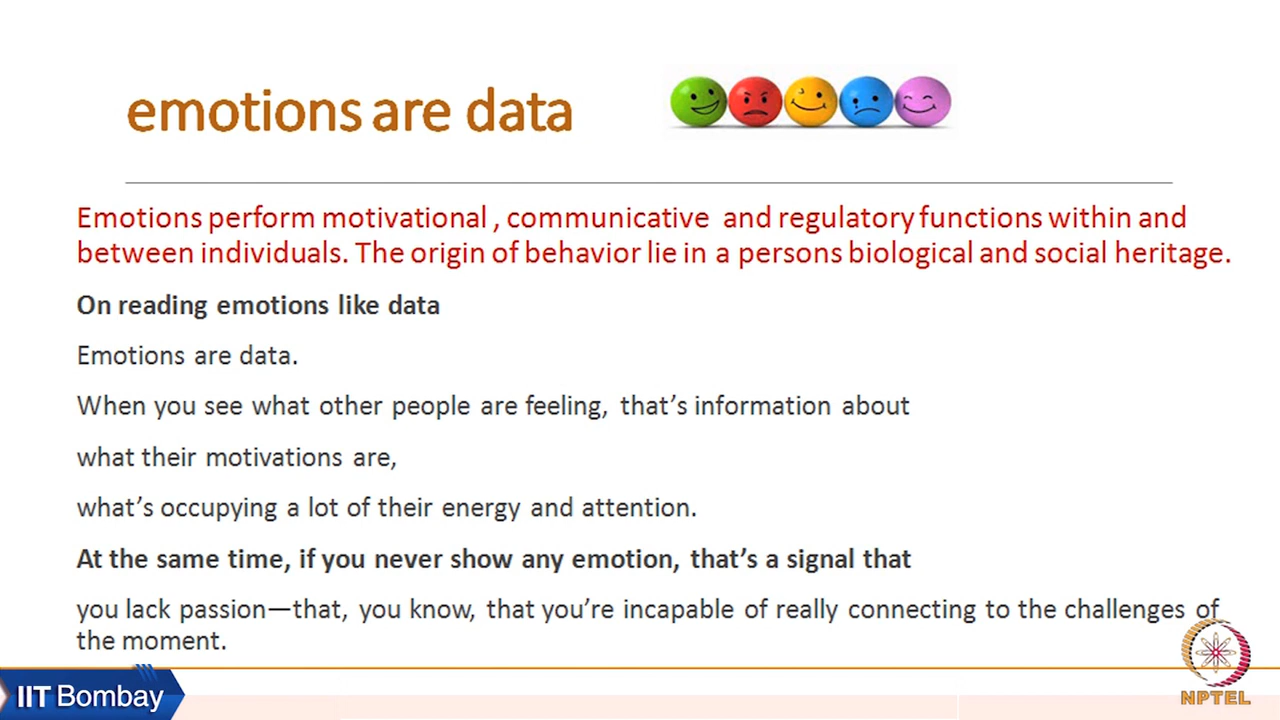 emotions are data
Emotions perform motivational , communicative and regulatory functions within and
between individuals. The origin of behavior lie in a persons biological and social heritage.
On reading emotions like data
Emotions are data.
When you see what other people are feeling, that’s information about
what their motivations are,
what’s occupying a lot of their energy and attention.
At the same time, if you never show any emotion, that’s a signal that
you lack passion—that, you know, that you’re incapable of really connecting to the challenges of
the moment.
IIT Bombay
NPTEL